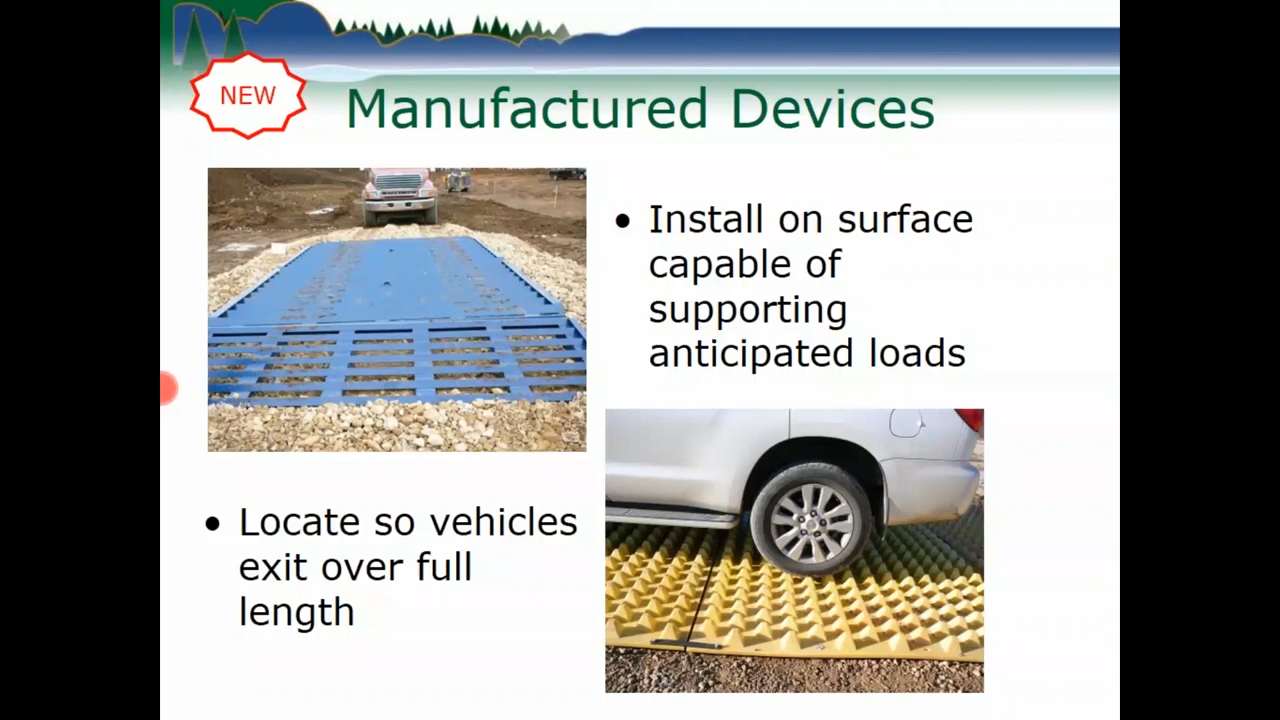 NEW
Manufactured Devices
• Install on surface
capable of
supporting
anticipated loads
• Locate so vehicles
exit over full
length